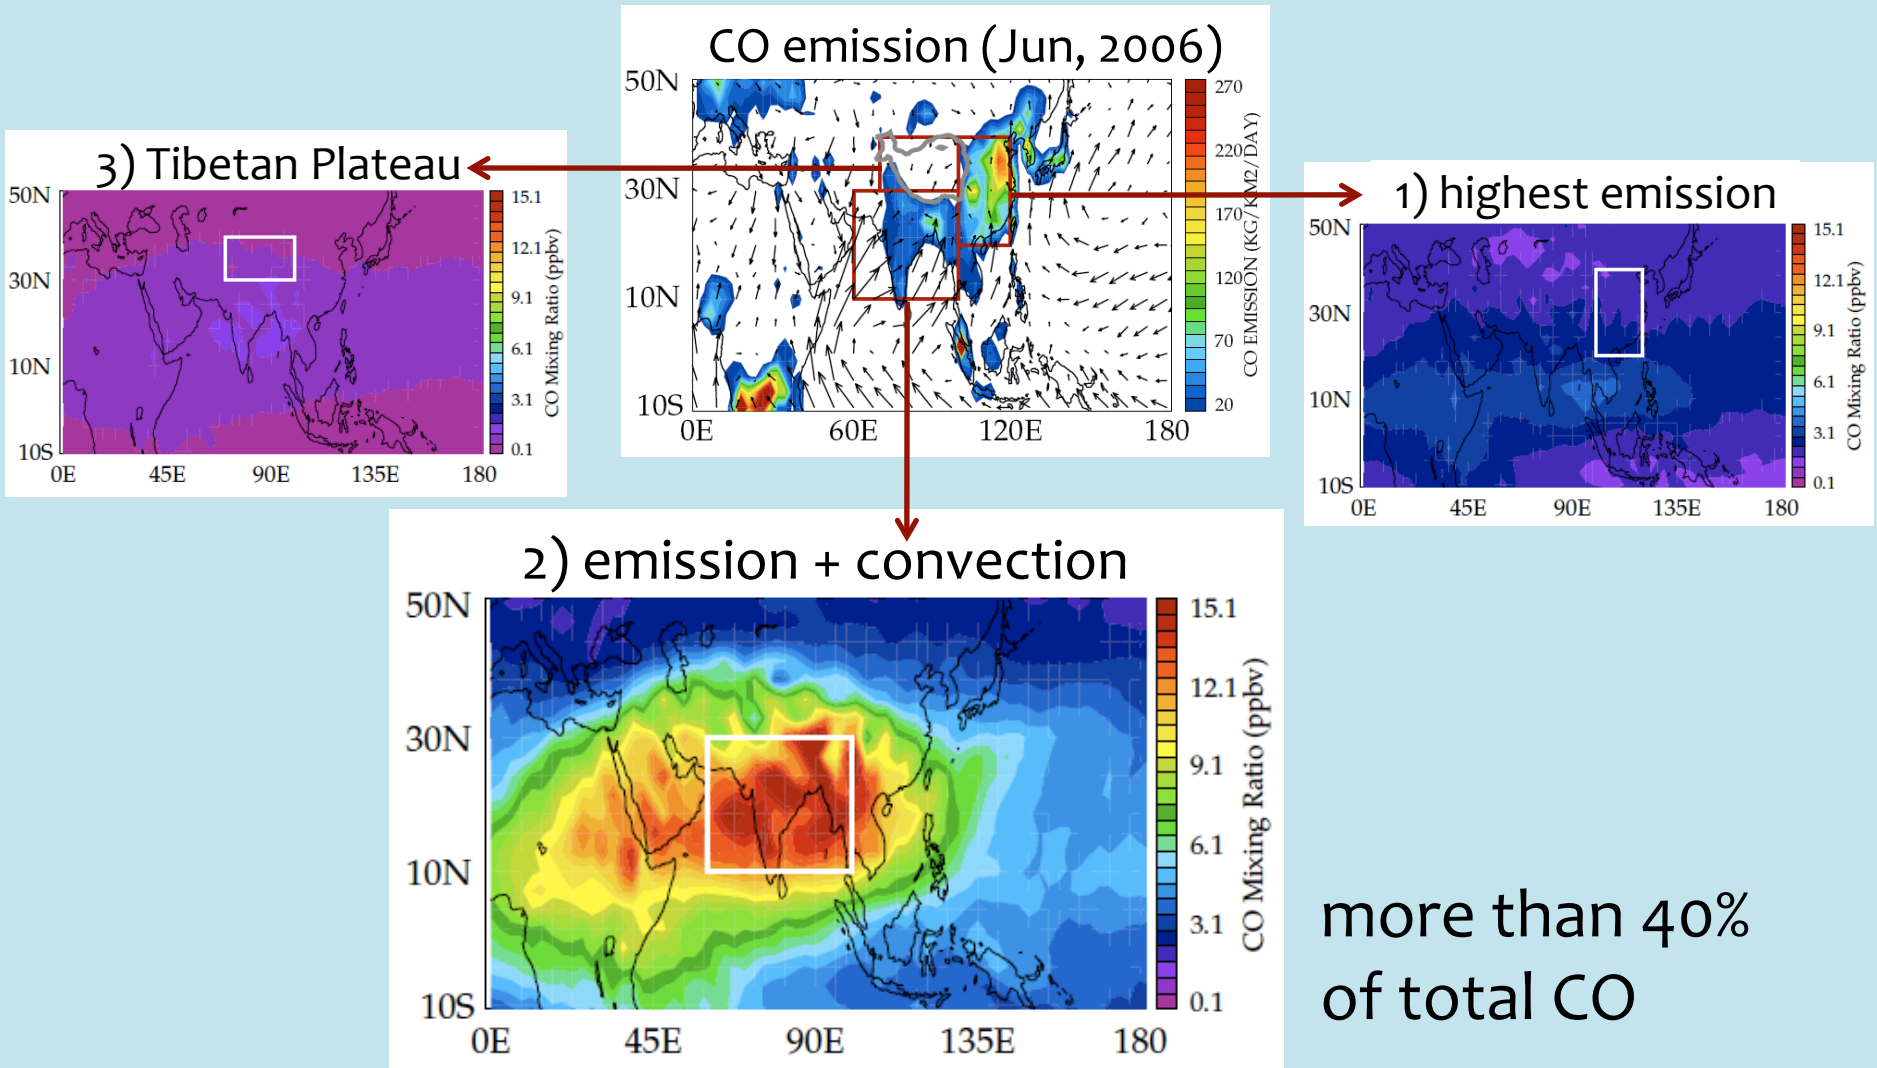 CO emission (Jun, 2006)
50N
30N
10N
10S
0E 60E 120E 180
270
220
170
120
70
20
CO EMISSION (KG/KM2/DAY)
3) Tibetan Plateau
50N
30N
10N
10S
0E 45E 90E 135E 180
15.1
12.1
9.1
6.1
3.1
0.1
CO Mixing Ratio (ppbv)
1) highest emission
50N
30N
10N
10S
0E 45E 90E 135E 180
15.1
12.1
9.1
6.1
3.1
0.1
CO Mixing Ratio (ppbv)
2) emission + convection
50N
30N
10N
10S
0E 45E 90E 135E 180
15.1
12.1
9.1
6.1
3.1
0.1
CO Mixing Ratio (ppbv)
more than 40%
of total CO